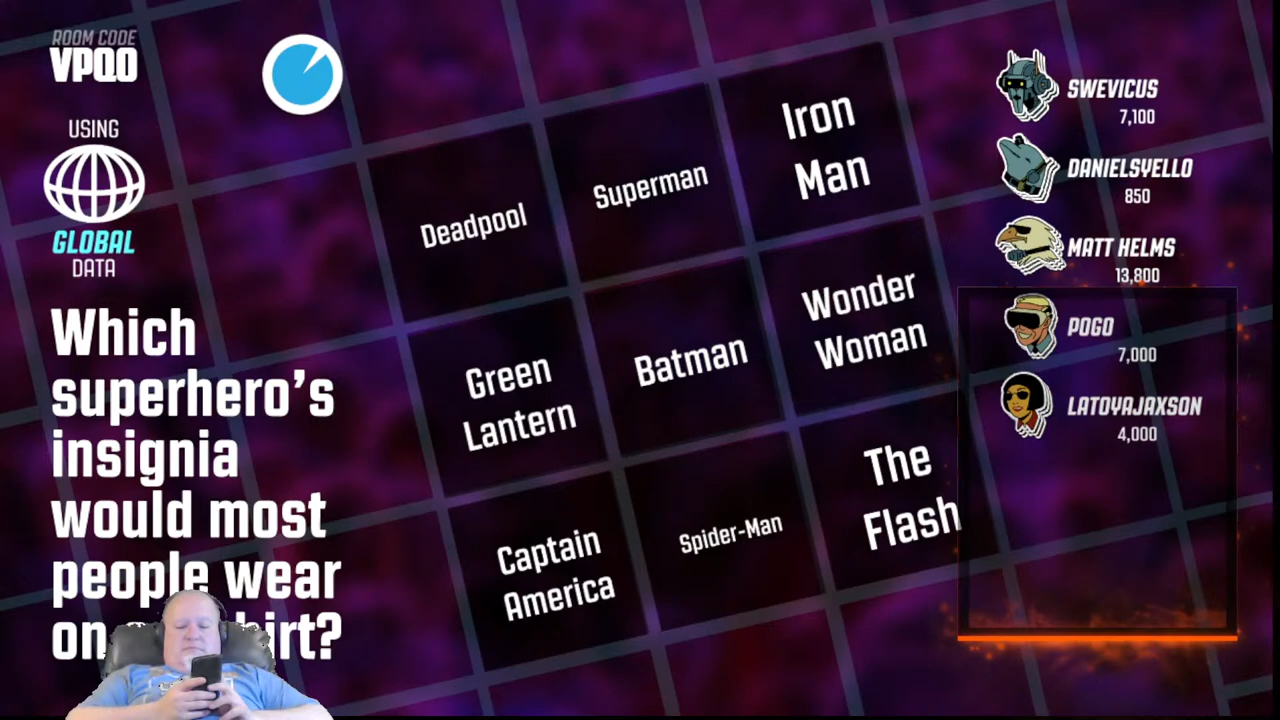 ROOM CODE
VPQO
USING
GLOBAL
DATA
Which
superhero's
insignia
would most
people wear
on
Deadpool
Superman
Iron
Man
Green
Lantern
Batman
Wonder
Woman
Captain
America
Spider-Man
The
Flash
SWEVICUS
7,100
DANIELSYELLO
850
MATT HELMS
13,800
POGO
7,000
LATOYAJAXSON
4,000